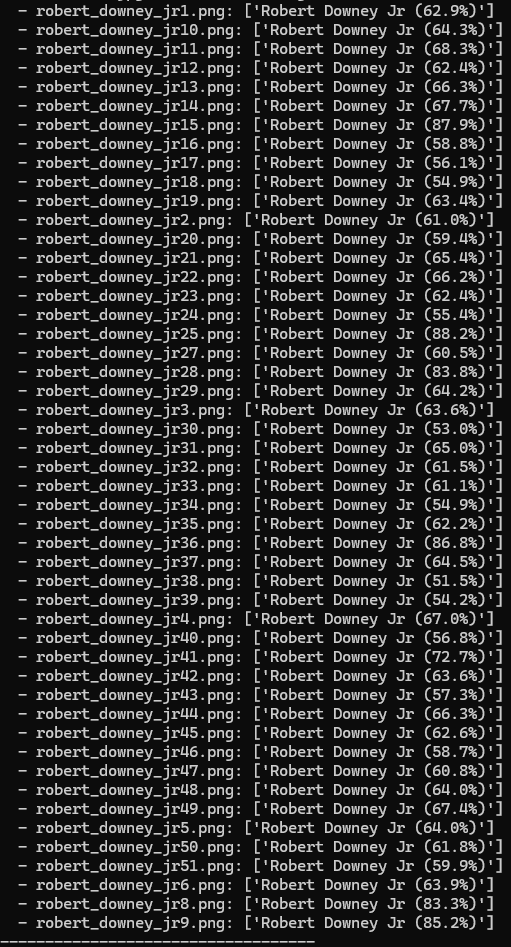 - robert_downey_jr1.png: ['Robert Downey Jr (62.9%)']
- robert_downey_jr10.png: ['Robert Downey Jr (64.3%)']
- robert_downey_jr11.png: ['Robert Downey Jr (68.3%)']
- robert_downey_jr12.png: ['Robert Downey Jr (62.4%)']
- robert_downey_jr13.png: ['Robert Downey Jr (66.3%)']
- robert_downey_jr14.png: ['Robert Downey Jr (67.7%)']
- robert_downey_jr15.png: ['Robert Downey Jr (87.9%)']
- robert_downey_jr16.png: ['Robert Downey Jr (58.8%)']
- robert_downey_jr17.png: ['Robert Downey Jr (56.1%)']
- robert_downey_jr18.png: ['Robert Downey Jr (54.9%)']
- robert_downey_jr19.png: ['Robert Downey Jr (63.4%)']
- robert_downey_jr2.png: ['Robert Downey Jr (61.0%)']
- robert_downey_jr20.png: ['Robert Downey Jr (59.4%)']
- robert_downey_jr21.png: ['Robert Downey Jr (65.4%)']
- robert_downey_jr22.png: ['Robert Downey Jr (66.2%)']
- robert_downey_jr23.png: ['Robert Downey Jr (62.4%)']
- robert_downey_jr24.png: ['Robert Downey Jr (55.4%)']
- robert_downey_jr25.png: ['Robert Downey Jr (88.2%)']
- robert_downey_jr27.png: ['Robert Downey Jr (60.5%)']
- robert_downey_jr28.png: ['Robert Downey Jr (83.8%)']
- robert_downey_jr29.png: ['Robert Downey Jr (64.2%)']
- robert_downey_jr3.png: ['Robert Downey Jr (63.6%)']
- robert_downey_jr30.png: ['Robert Downey Jr (53.0%)']
- robert_downey_jr31.png: ['Robert Downey Jr (65.0%)']
- robert_downey_jr32.png: ['Robert Downey Jr (61.5%)']
- robert_downey_jr33.png: ['Robert Downey Jr (61.1%)']
- robert_downey_jr34.png: ['Robert Downey Jr (54.9%)']
- robert_downey_jr35.png: ['Robert Downey Jr (62.2%)']
- robert_downey_jr36.png: ['Robert Downey Jr (86.8%)']
- robert_downey_jr37.png: ['Robert Downey Jr (64.5%)']
- robert_downey_jr38.png: ['Robert Downey Jr (51.5%)']
- robert_downey_jr39.png: ['Robert Downey Jr (54.2%)']
- robert_downey_jr4.png: ['Robert Downey Jr (67.0%)']
- robert_downey_jr40.png: ['Robert Downey Jr (56.8%)']
- robert_downey_jr41.png: ['Robert Downey Jr (72.7%)']
- robert_downey_jr42.png: ['Robert Downey Jr (63.6%)']
- robert_downey_jr43.png: ['Robert Downey Jr (57.3%)']
- robert_downey_jr44.png: ['Robert Downey Jr (66.3%)']
- robert_downey_jr45.png: ['Robert Downey Jr (62.6%)']
- robert_downey_jr46.png: ['Robert Downey Jr (58.7%)']
- robert_downey_jr47.png: ['Robert Downey Jr (60.8%)']
- robert_downey_jr48.png: ['Robert Downey Jr (64.0%)']
- robert_downey_jr49.png: ['Robert Downey Jr (67.4%)']
- robert_downey_jr5.png: ['Robert Downey Jr (64.0%)']
- robert_downey_jr50.png: ['Robert Downey Jr (61.8%)']
- robert_downey_jr51.png: ['Robert Downey Jr (59.9%)']
- robert_downey_jr6.png: ['Robert Downey Jr (63.9%)']
- robert_downey_jr8.png: ['Robert Downey Jr (83.3%)']
- robert_downey_jr9.png: ['Robert Downey Jr (85.2%)']